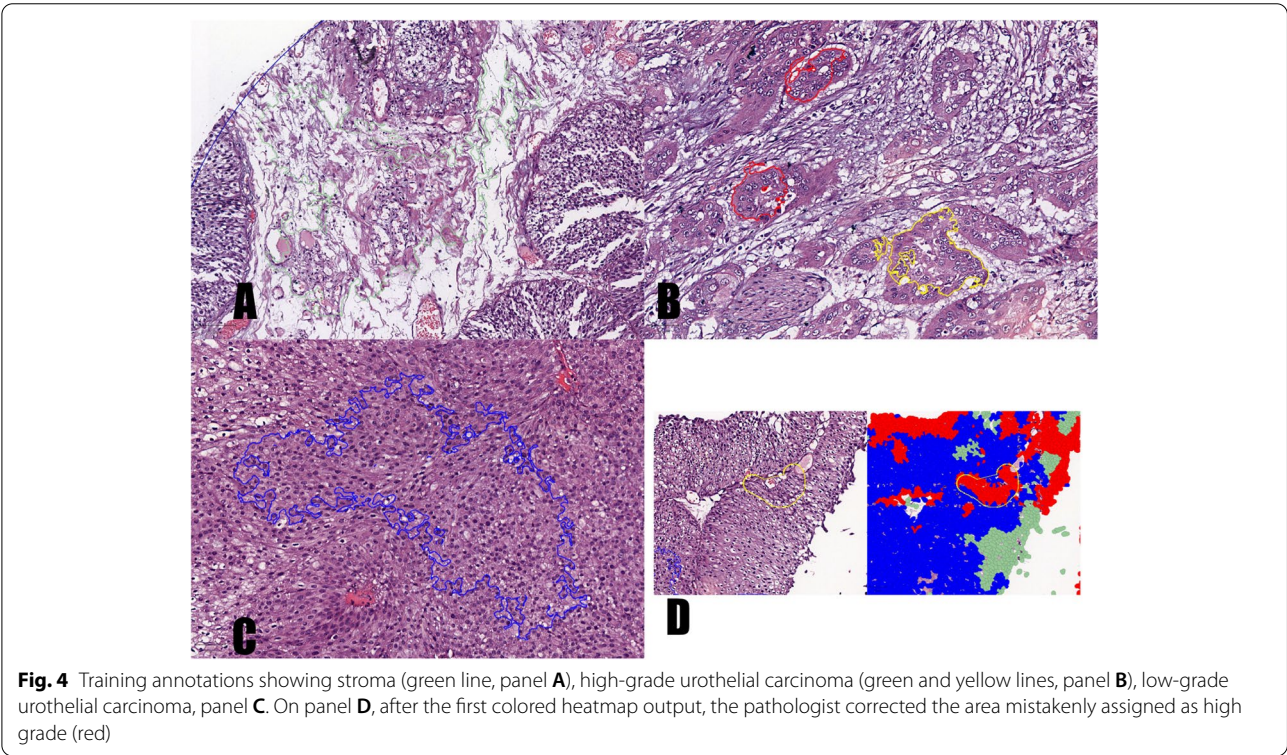 A
B
C
D
Fig. 4 Training annotations showing stroma (green line, panel A), high-grade urothelial carcinoma (green and yellow lines, panel B), low-grade
urothelial carcinoma, panel C. On panel D, after the first colored heatmap output, the pathologist corrected the area mistakenly assigned as high
grade (red)